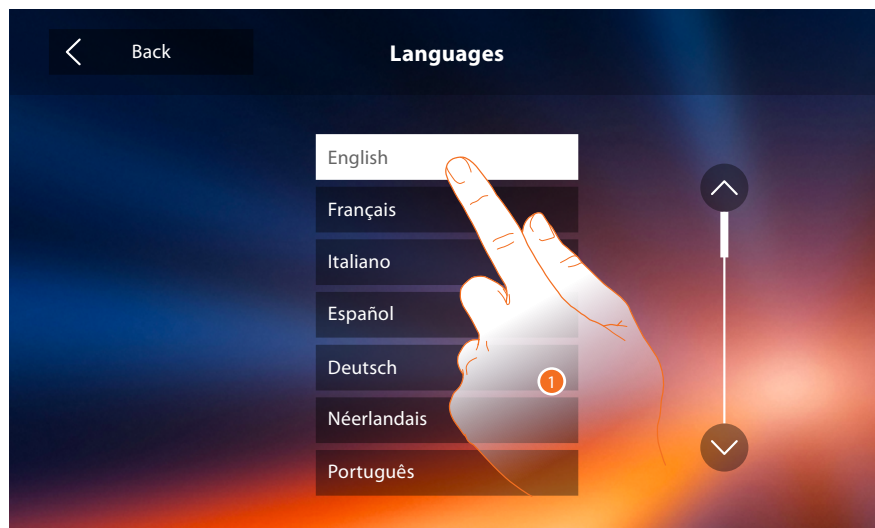 Back
Languages
English
Français
Italiano
Español
Deutsch
1
Néerlandais
Português